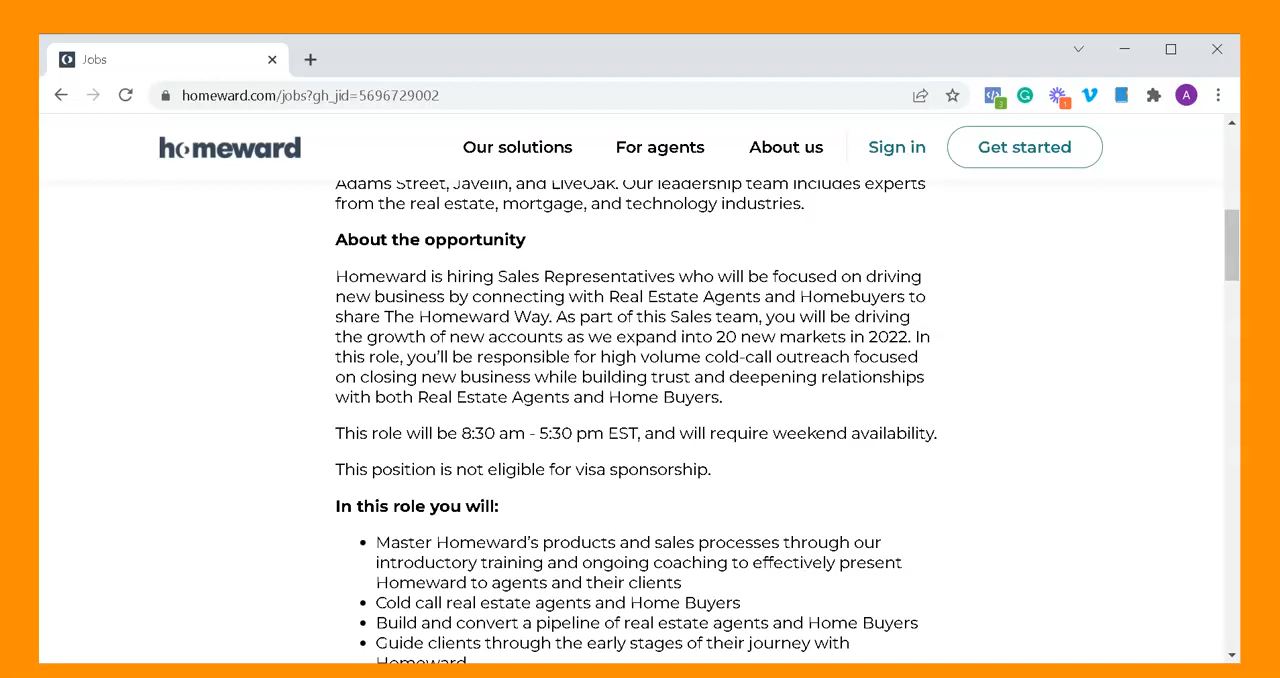 Jobs
homeward.com/jobs?gh_jid=5696729002
3
1
A
homeward
Our solutions
For agents
About us
Sign in
Get started
Adams Street, Javelin, and LiveOak. Our leadership team includes experts
from the real estate, mortgage, and technology industries.
About the opportunity
Homeward is hiring Sales Representatives who will be focused on driving
new business by connecting with Real Estate Agents and Homebuyers to
share The Homeward Way. As part of this Sales team, you will be driving
the growth of new accounts as we expand into 20 new markets in 2022. In
this role, you’ll be responsible for high volume cold-call outreach focused
on closing new business while building trust and deepening relationships
with both Real Estate Agents and Home Buyers.
This role will be 8:30 am - 5:30 pm EST, and will require weekend availability.
This position is not eligible for visa sponsorship.
In this role you will:
• Master Homeward’s products and sales processes through our
introductory training and ongoing coaching to effectively present
Homeward to agents and their clients
• Cold call real estate agents and Home Buyers
• Build and convert a pipeline of real estate agents and Home Buyers
• Guide clients through the early stages of their journey with
Homeward